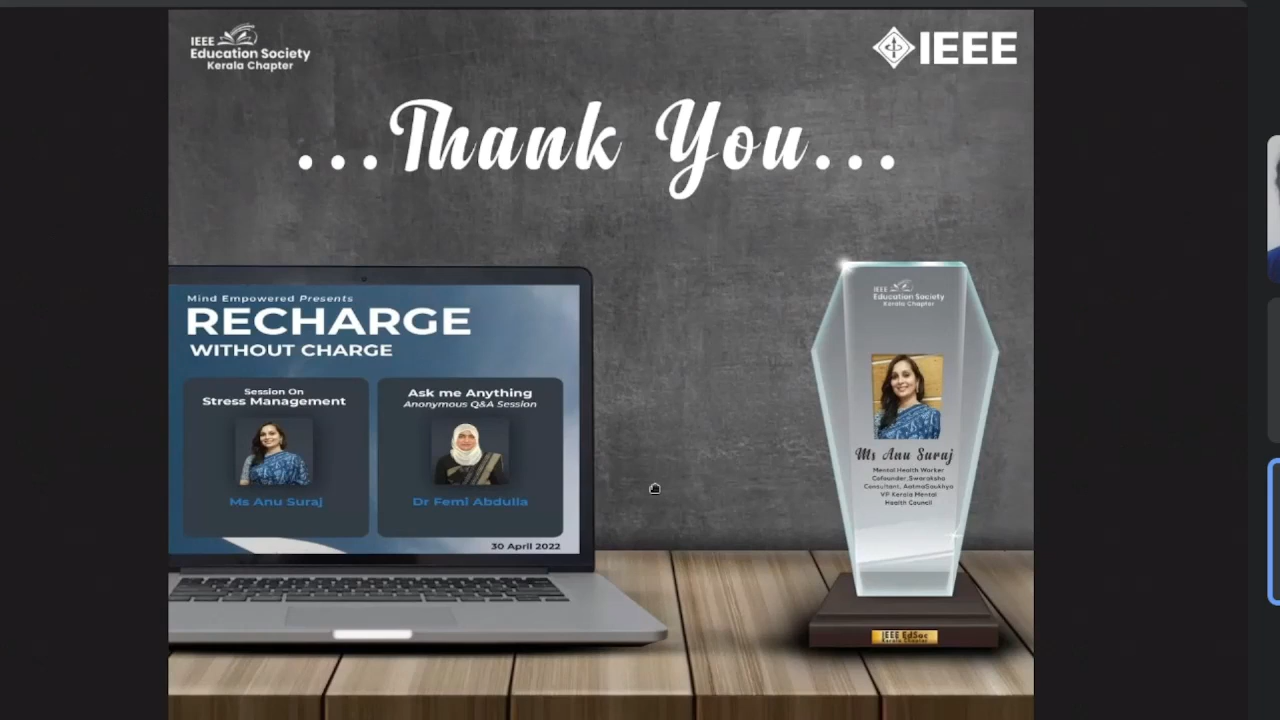 IEEE
Education Society
Kerala Chapter
IEEE
...Thank You...
Mind Empowered Presents
RECHARGE
WITHOUT CHARGE
Session On
Stress Management
Ms Anu Suraj
Ask me Anything
Anonymous Q&A Session
Dr Femi Abdulla
30 April 2022
IEEE
Education Society
Kerala Chapter
Ms Anu Suraj
Mental Health Worker
Cofounder,Swaraksha
Consultant, AatmaSaukhya
VP Kerala Mental
Health Council
IEEE EdSoc
Kerala Chapter